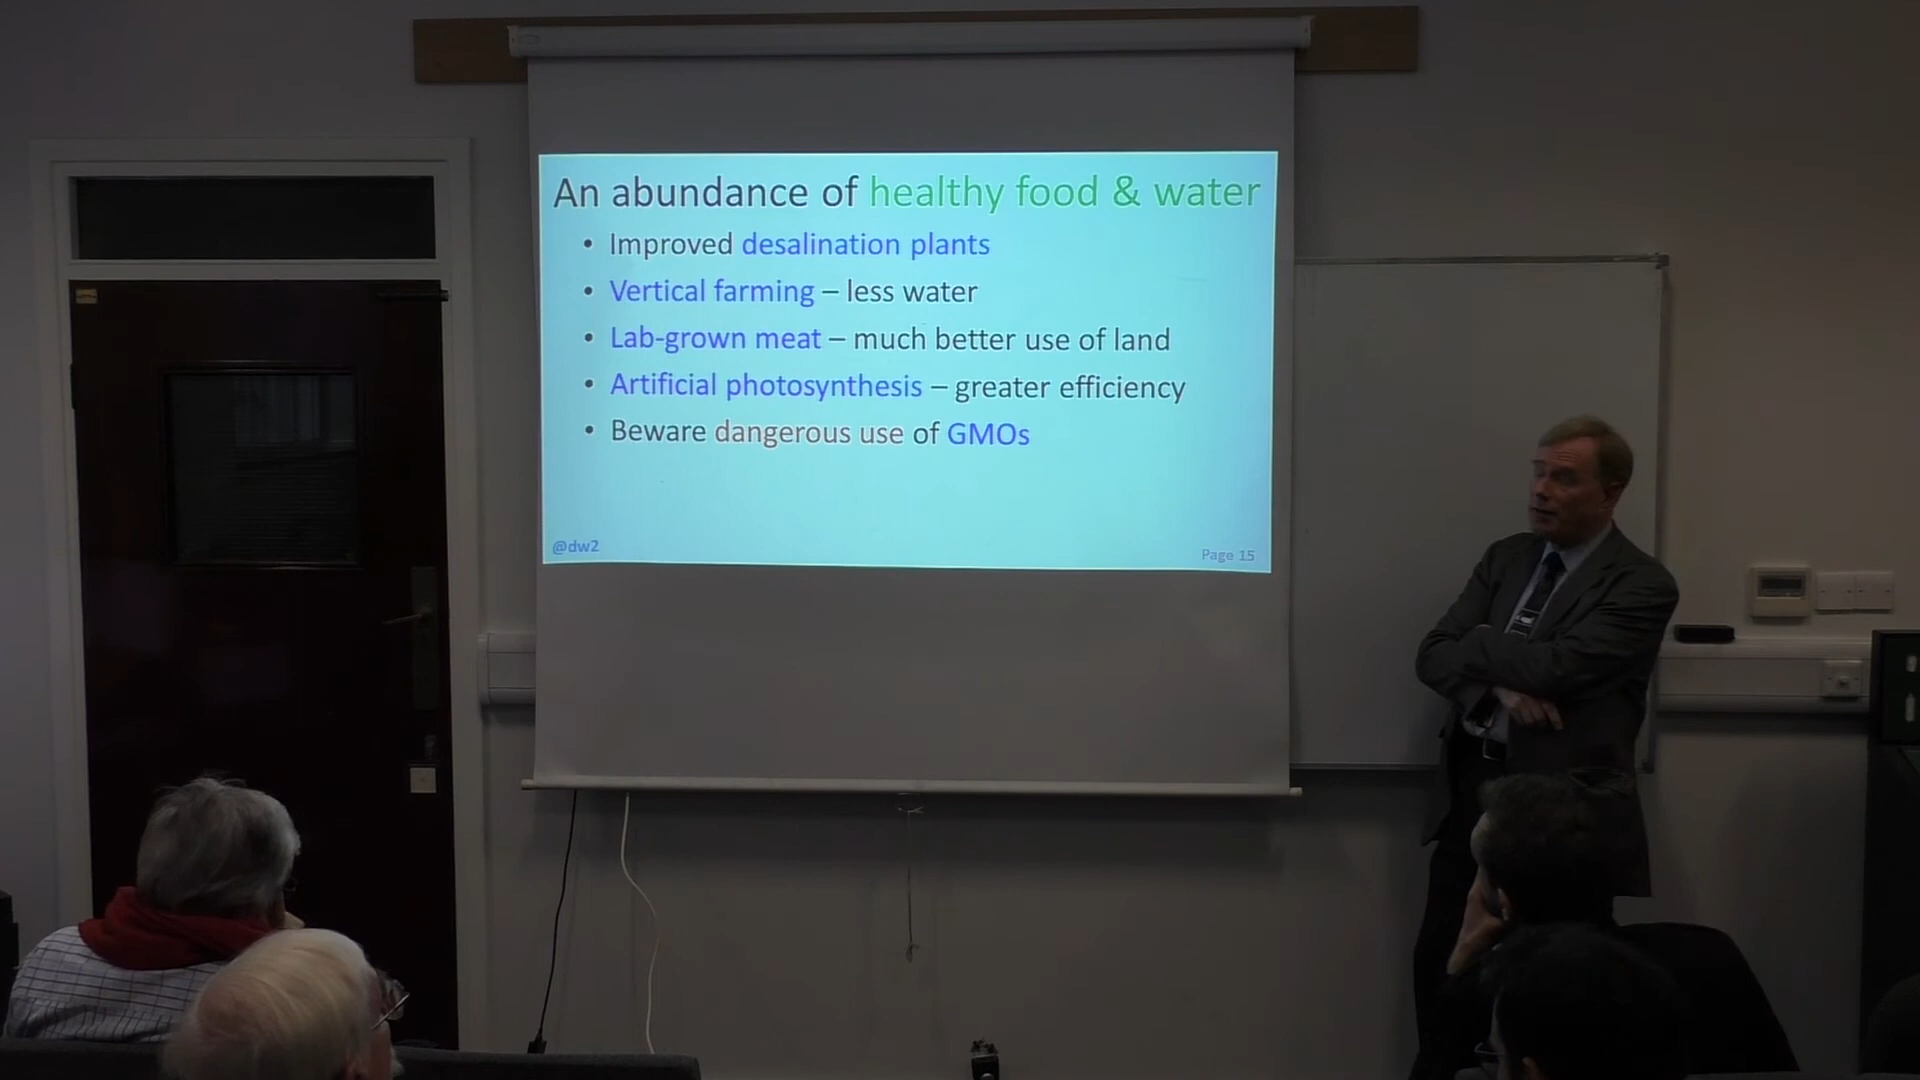 An abundance of healthy food & water
• Improved desalination plants
• Vertical farming – less water
• Lab-grown meat – much better use of land
• Artificial photosynthesis – greater efficiency
• Beware dangerous use of GMOs
@dw2
Page 15